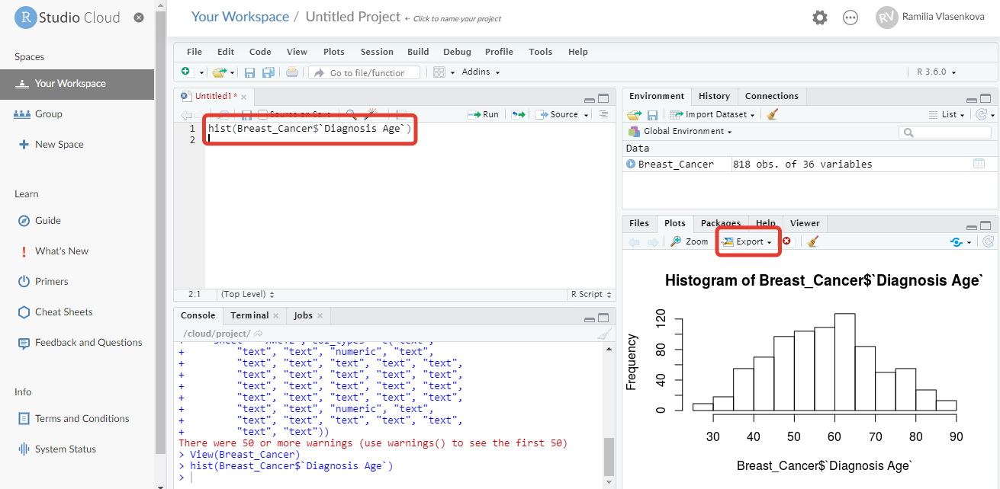 R Studio Cloud
Spaces
Your Workspace
Group
New Space
Learn
Guide
What's New
Primers
Cheat Sheets
Feedback and Questions
Info
Terms and Conditions
System Status
Your Workspace / Untitled Project ← Click to name your project
RV Ramilia Vlasenkova
File Edit Code View Plots Session Build Debug Profile Tools Help
Go to file/function Addins R 3.6.0
Untitled1*
Source on Save Run Source
1 hist(Breast_Cancer$`Diagnosis Age`)
2
2:1 (Top Level) R Script
Console Terminal Jobs
/cloud/project/
+ "text", "text", "numeric", "text",
+ "text", "text", "text", "text", "text",
+ "text", "text", "text", "text", "text",
+ "text", "text", "text", "text", "text",
+ "text", "text", "text", "text", "text",
+ "text", "text", "numeric", "text",
+ "text", "text", "text", "text", "text",
+ "text", "text"))
There were 50 or more warnings (use warnings() to see the first 50)
> View(Breast_Cancer)
> hist(Breast_Cancer$`Diagnosis Age`)
>
Environment History Connections
Import Dataset List
Global Environment
Data
Breast_Cancer 818 obs. of 36 variables
Files Plots Packages Help Viewer
Zoom Export
Histogram of Breast_Cancer$`Diagnosis Age`
Frequency
120
80
40
0
30 40 50 60 70 80 90
Breast_Cancer$`Diagnosis Age`